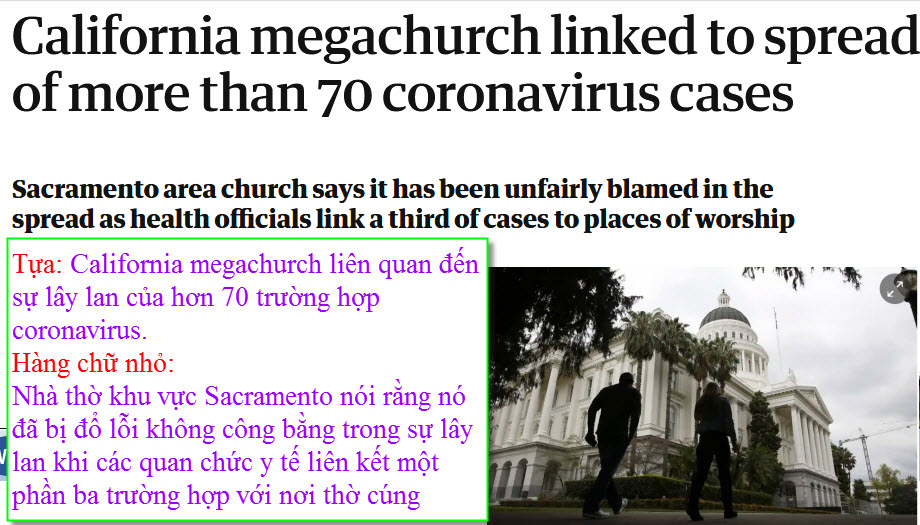 California megachurch linked to spread
of more than 70 coronavirus cases
Sacramento area church says it has been unfairly blamed in the
spread as health officials link a third of cases to places of worship
Tựa: California megachurch liên quan đến
sự lây lan của hơn 70 trường hợp
coronavirus.
Hàng chữ nhỏ:
Nhà thờ khu vực Sacramento nói rằng nó
đã bị đổ lỗi không công bằng trong sự lây
lan khi các quan chức y tế liên kết một
phần ba trường hợp với nơi thờ cúng